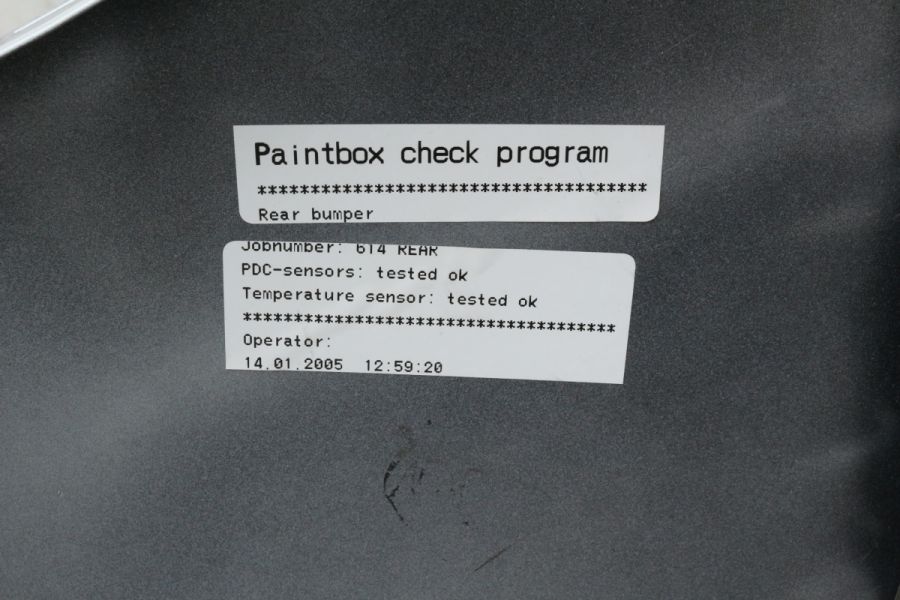 Paintbox check program
*************************************
Rear bumper
Jobnumber: 614 REAR
PDC-sensors: tested ok
Temperature sensor: tested ok
*************************************
Operator:
14.01.2005 12:59:20